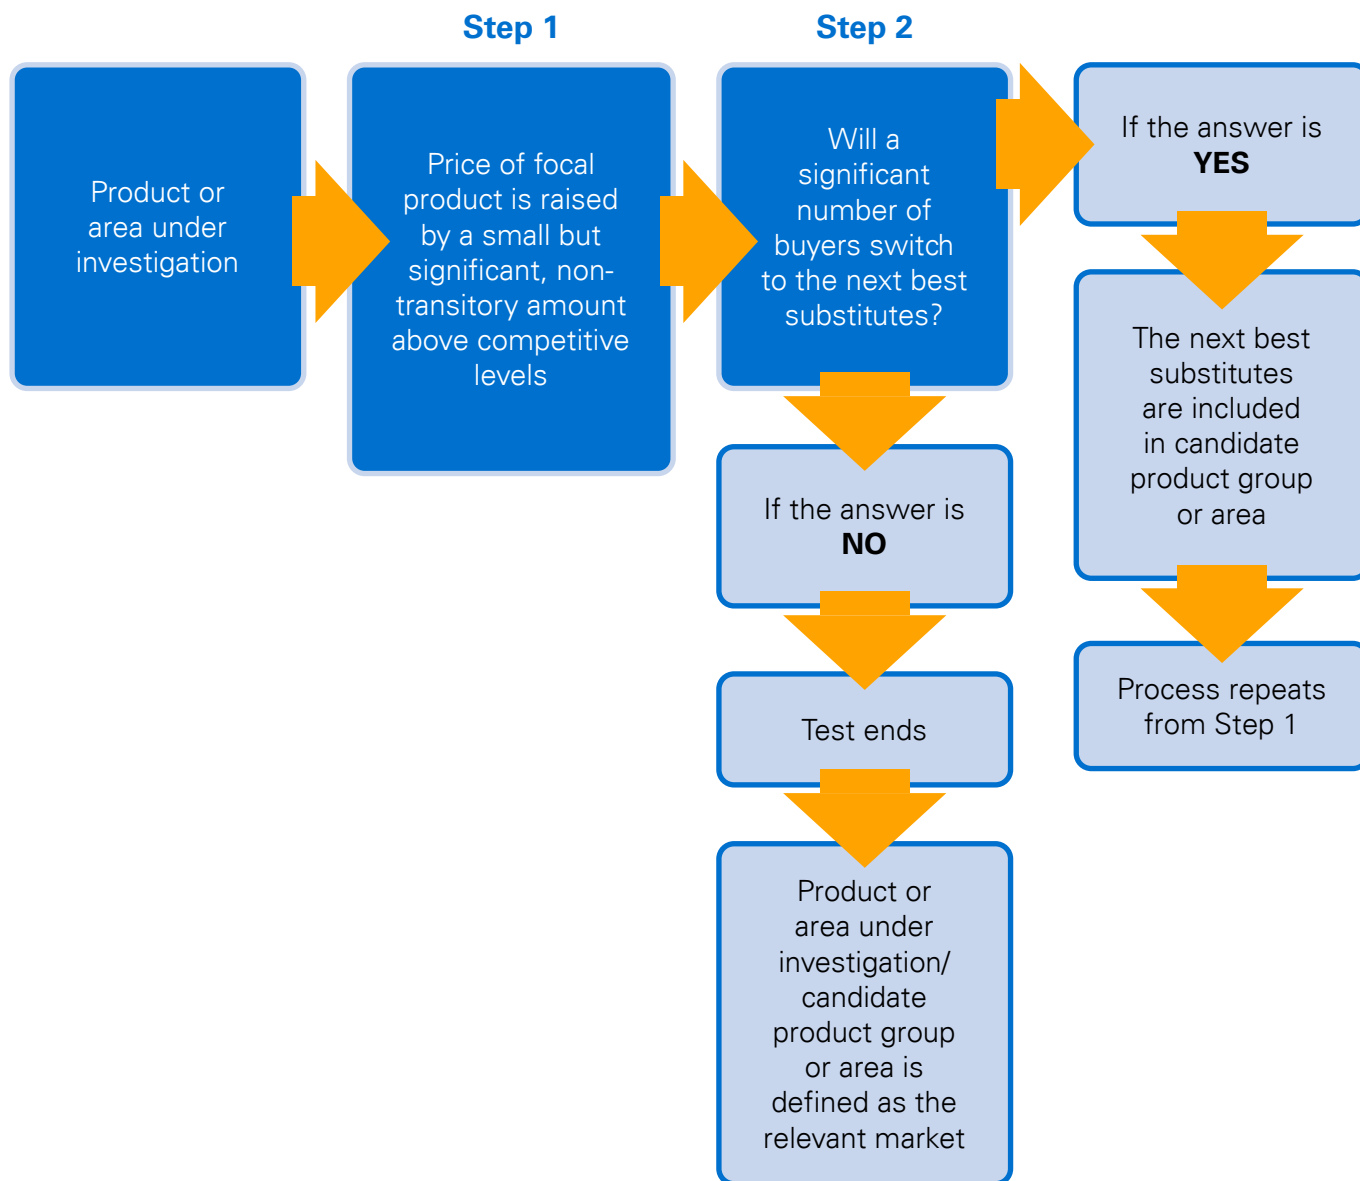 Step 1
Step 2
Product or
area under
investigation
Price of focal
product is raised
by a small but
significant, non-
transitory amount
above competitive
levels
Will a
significant
number of
buyers switch
to the next best
substitutes?
If the answer is
YES
The next best
substitutes
are included
in candidate
product group
or area
Process repeats
from Step 1
If the answer is
NO
Test ends
Product or
area under
investigation/
candidate
product group
or area is
defined as the
relevant market